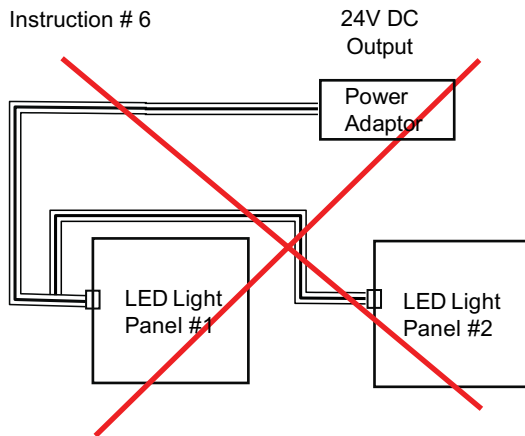 Instruction # 6
24V DC
Output
Power
Adaptor
LED Light
Panel #1
LED Light
Panel #2